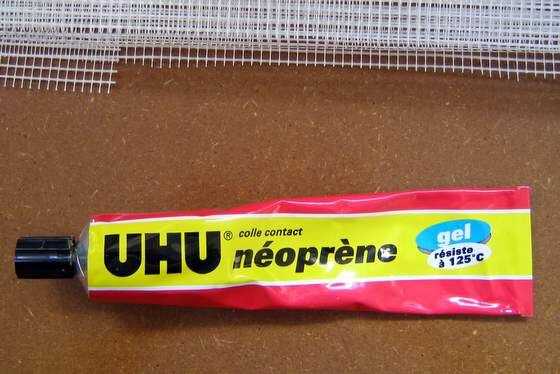 UHU®
colle contact
néoprène
gel
résiste
à 125°C